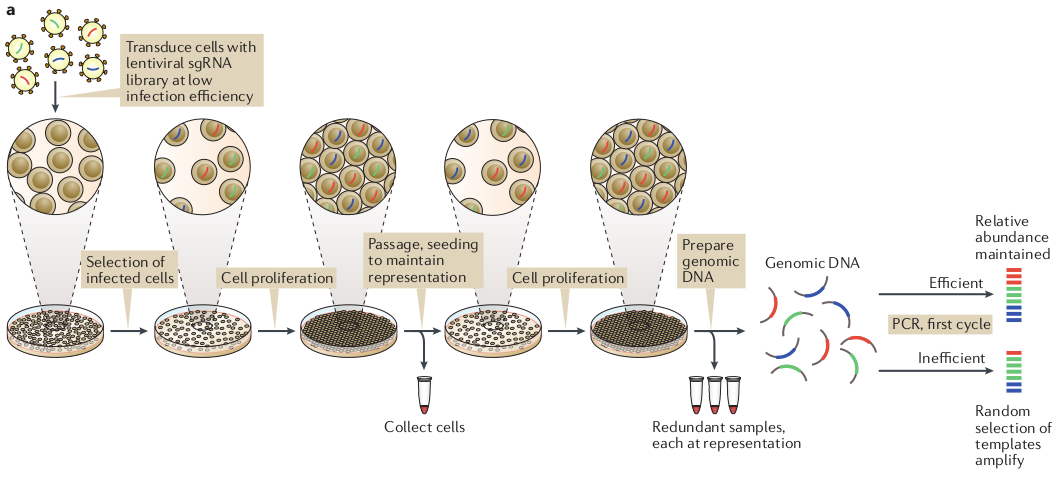 a
Transduce cells with
lentiviral sgRNA
library at low
infection efficiency
Selection of
infected cells
Cell proliferation
Passage, seeding
to maintain
representation
Collect cells
Cell proliferation
Prepare
genomic
DNA
Redundant samples,
each at representation
Genomic DNA
Efficient
PCR, first cycle
Inefficient
Relative
abundance
maintained
Random
selection of
templates
amplify